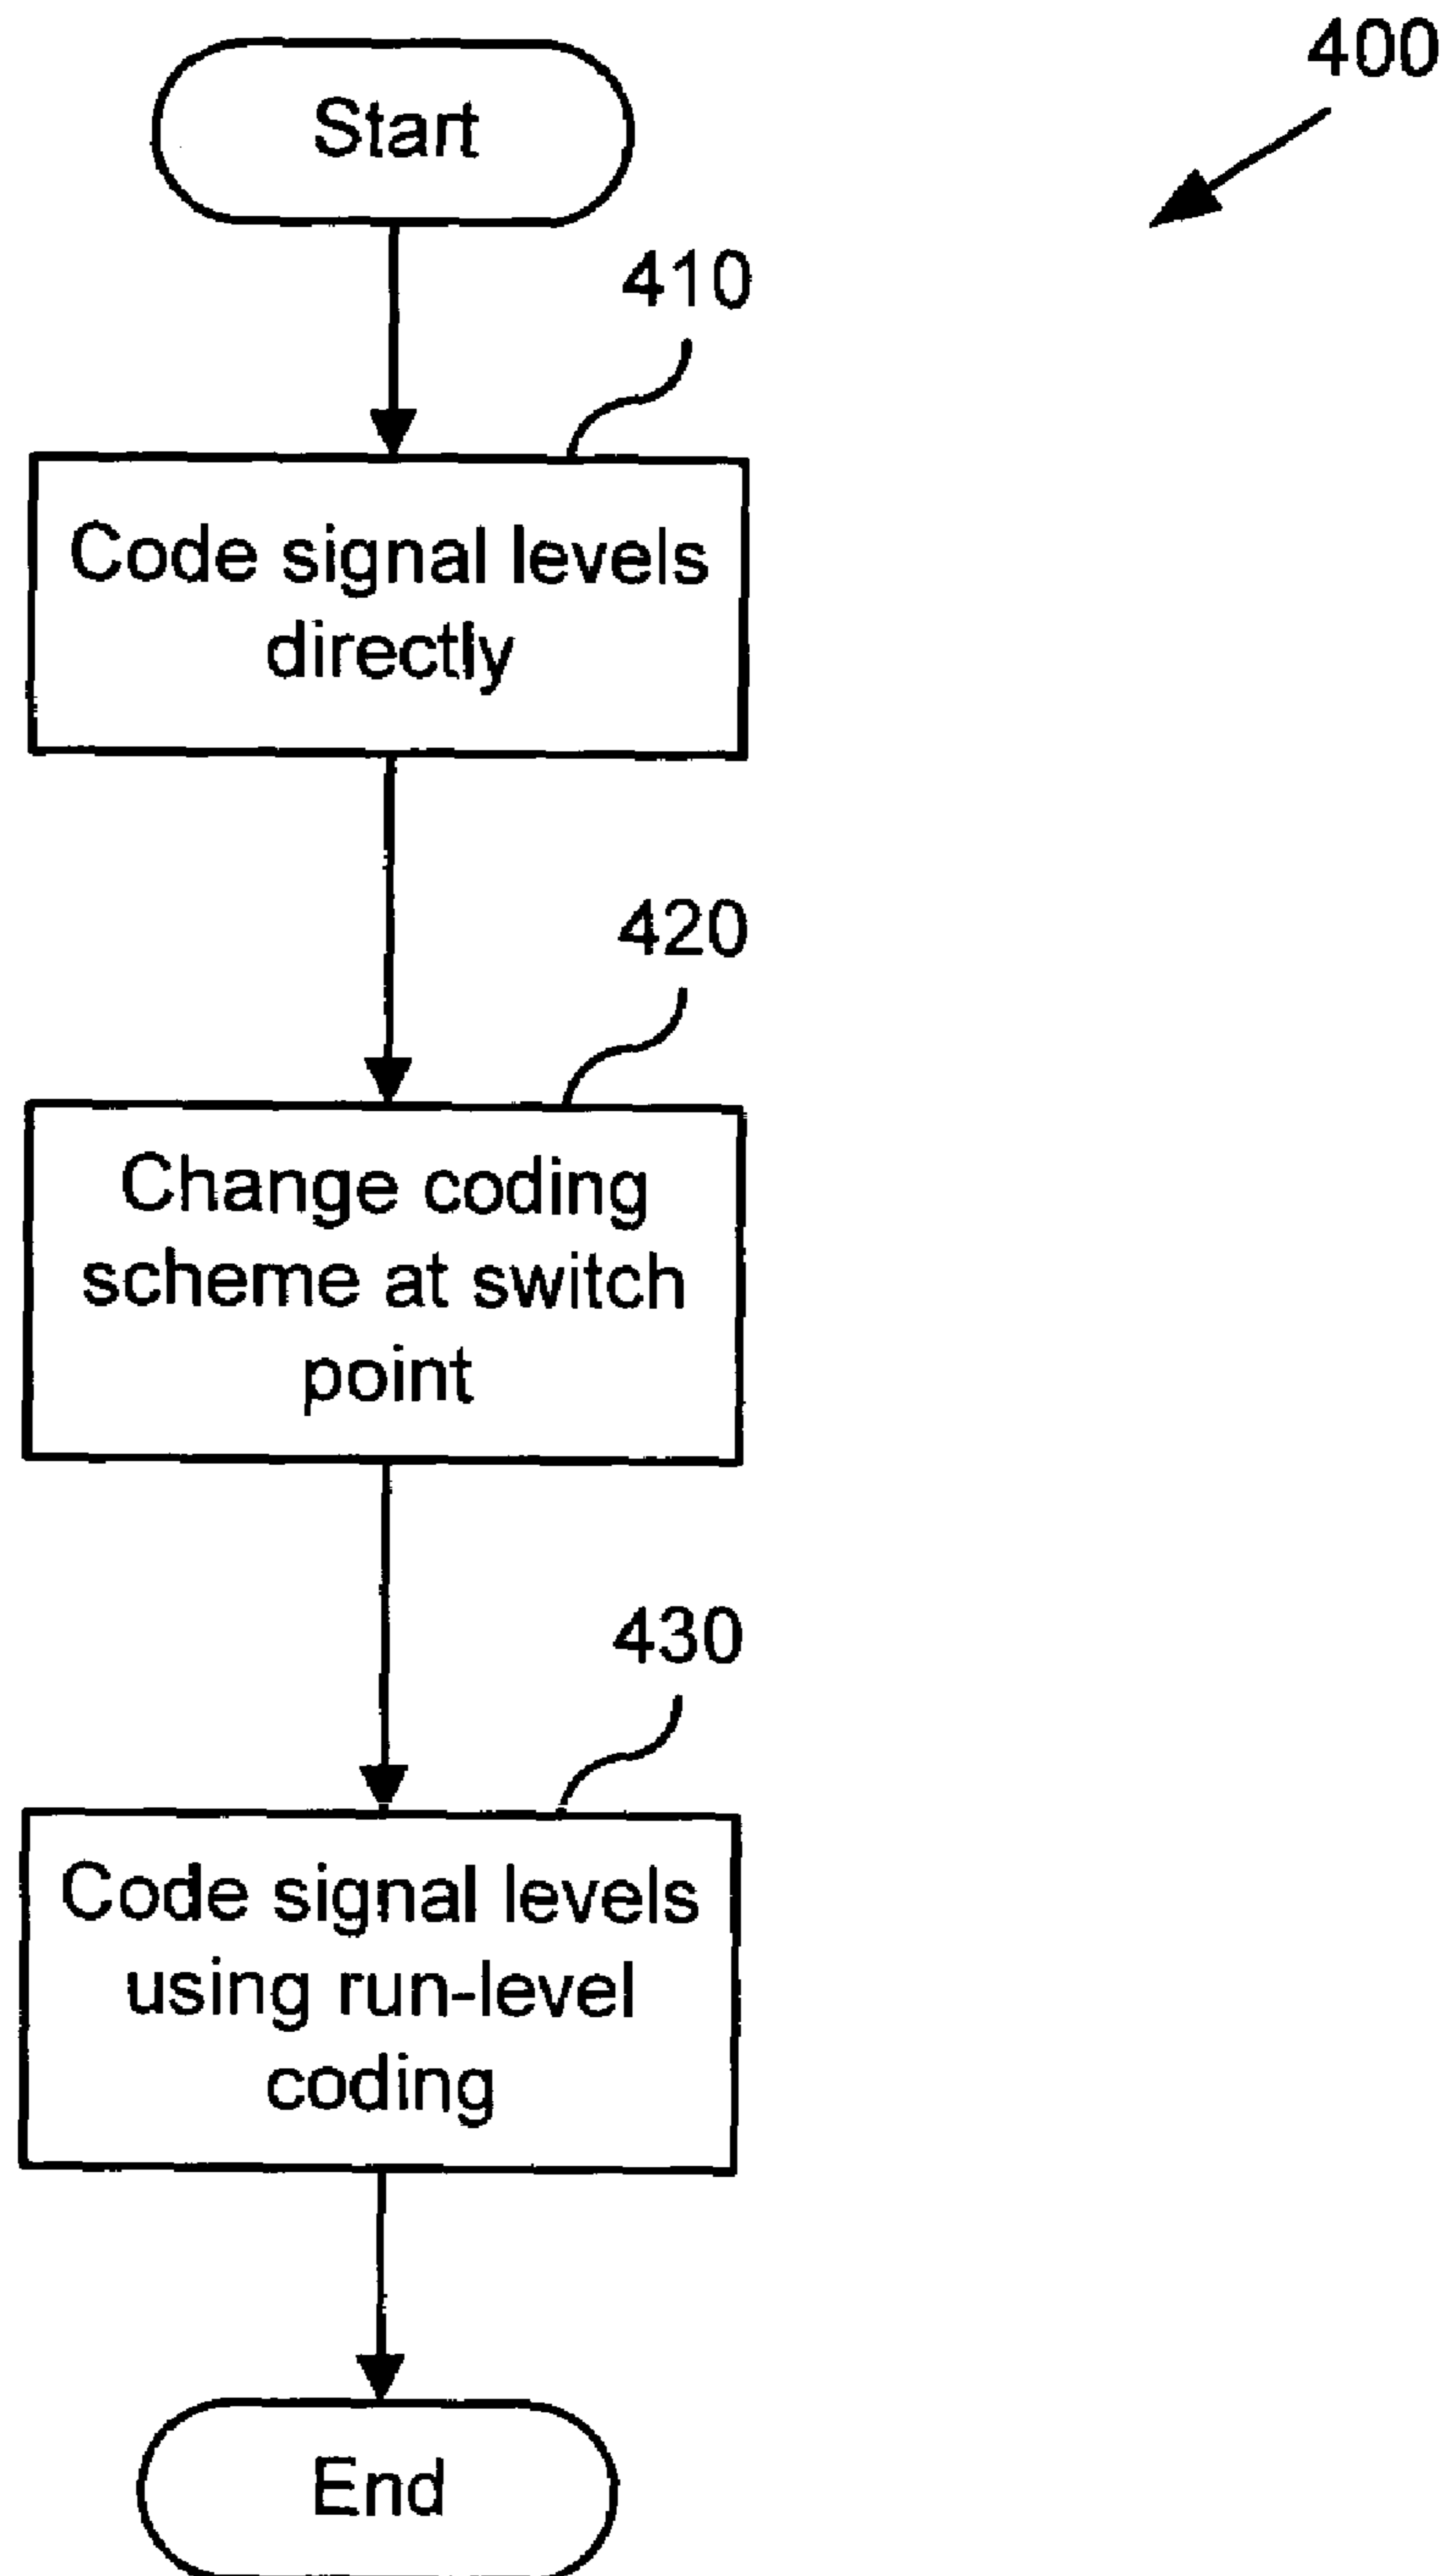 400
Start
410
Code signal levels
directly
420
Change coding
scheme at switch
point
430
Code signal levels
using run-level
coding
End